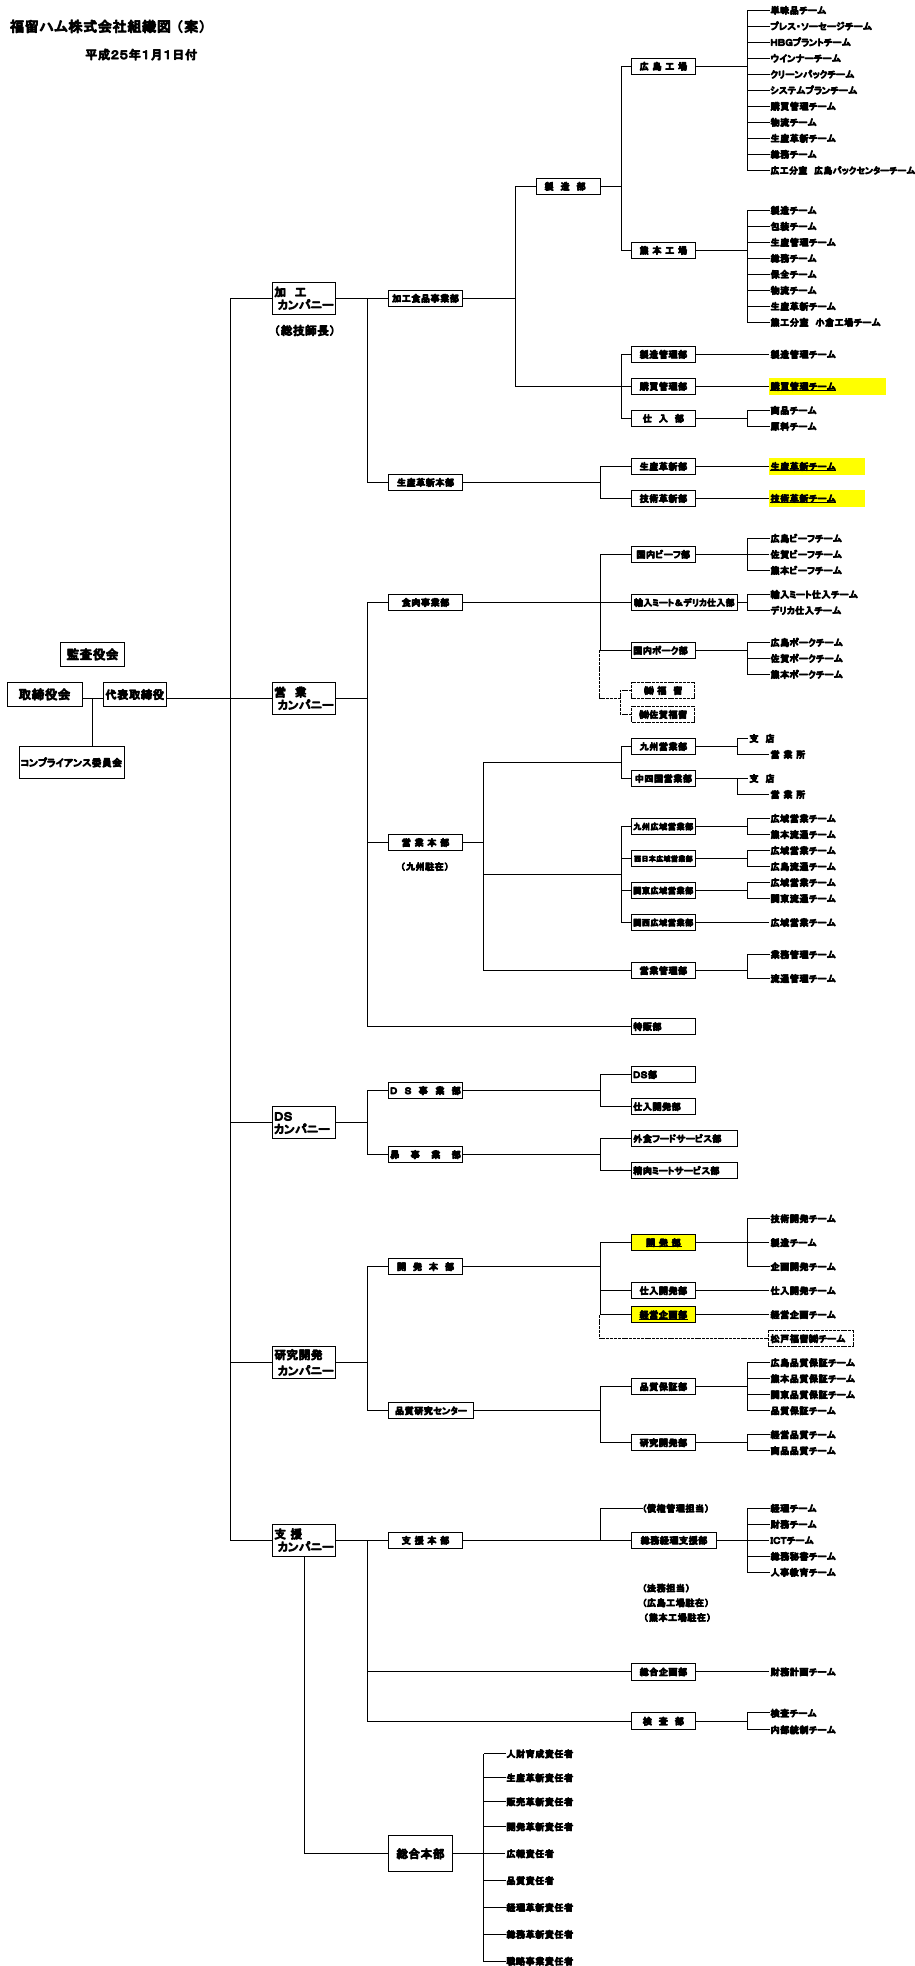 福留ハム株式会社組織図（案）
平成25年1月1日付
単味品チーム
プレス・ソーセージチーム
HBGプラントチーム
ウインナーチーム
クリーンパックチーム
システムプランチーム
購買管理チーム
物流チーム
生産革新チーム
総務チーム
広工分室　広島パックセンターチーム
広島工場
製造部
製造チーム
包装チーム
生産管理チーム
総務チーム
保全チーム
物流チーム
生産革新チーム
熊工分室　小倉工場チーム
熊本工場
加工
カンパニー
（総技師長）
加工食品事業部
製造管理部
製造管理チーム
購買管理部
購買管理チーム
仕入部
商品チーム
原料チーム
生産革新本部
生産革新部
生産革新チーム
技術革新部
技術革新チーム
国内ビーフ部
広島ビーフチーム
佐賀ビーフチーム
熊本ビーフチーム
食肉事業部
輸入ミート＆デリカ仕入部
輸入ミート仕入チーム
デリカ仕入チーム
国内ポーク部
広島ポークチーム
佐賀ポークチーム
熊本ポークチーム
㈱福留
㈱佐賀福留
監査役会
取締役会
代表取締役
コンプライアンス委員会
営業
カンパニー
九州営業部
支店
営業所
中四国営業部
支店
営業所
営業本部
（九州駐在）
九州広域営業部
広域営業チーム
熊本流通チーム
西日本広域営業部
広域営業チーム
広島流通チーム
関東広域営業部
広域営業チーム
関東流通チーム
関西広域営業部
広域営業チーム
営業管理部
業務管理チーム
流通管理チーム
特販部
DS
カンパニー
DS事業部
DS部
仕入開発部
昴事業部
外食フードサービス部
精肉ミートサービス部
開発本部
開発部
技術開発チーム
製造チーム
企画開発チーム
仕入開発部
仕入開発チーム
経営企画部
経営企画チーム
松戸福留㈱チーム
研究開発
カンパニー
品質研究センター
品質保証部
広島品質保証チーム
熊本品質保証チーム
関東品質保証チーム
品質保証チーム
研究開発部
経営品質チーム
商品品質チーム
支援
カンパニー
支援本部
（債権管理担当）
総務経理支援部
経理チーム
財務チーム
ICTチーム
総務秘書チーム
人事教育チーム
（法務担当）
（広島工場駐在）
（熊本工場駐在）
総合企画部
財務計画チーム
検査部
検査チーム
内部統制チーム
総合本部
人財育成責任者
生産革新責任者
販売革新責任者
開発革新責任者
広報責任者
品質責任者
経理革新責任者
総務革新責任者
戦略事業責任者